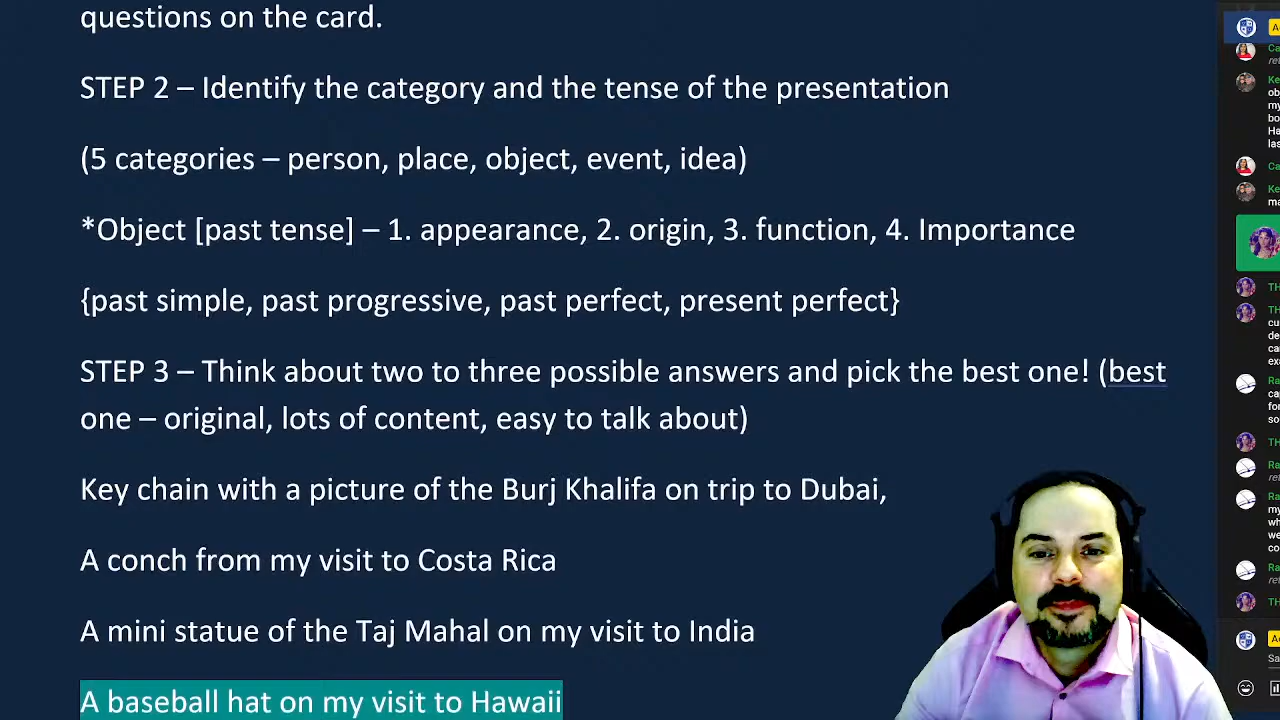 questions on the card.
STEP 2 – Identify the category and the tense of the presentation
(5 categories – person, place, object, event, idea)
*Object [past tense] – 1. appearance, 2. origin, 3. function, 4. Importance
{past simple, past progressive, past perfect, present perfect}
STEP 3 – Think about two to three possible answers and pick the best one! (best
one – original, lots of content, easy to talk about)
Key chain with a picture of the Burj Khalifa on trip to Dubai,
A conch from my visit to Costa Rica
A mini statue of the Taj Mahal on my visit to India
A baseball hat on my visit to Hawaii